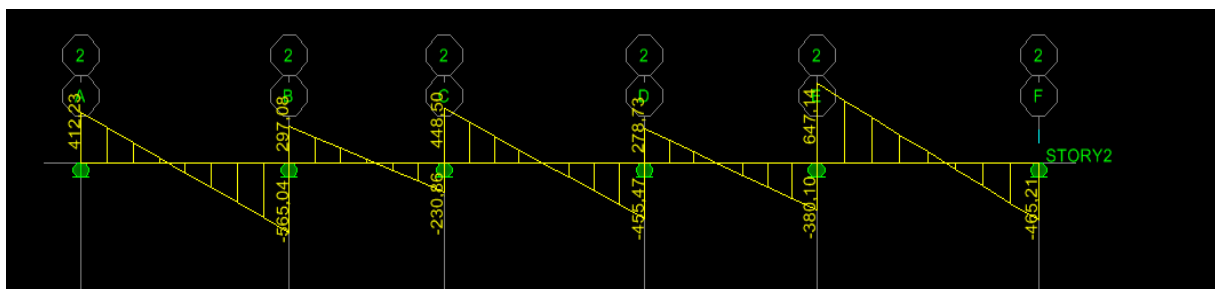 2 2 2 2 2 2
A B C D E F
412.23 297.08 448.50 278.73 647.14
STORY2
-565.04 -230.86 -455.47 -380.10 -465.21